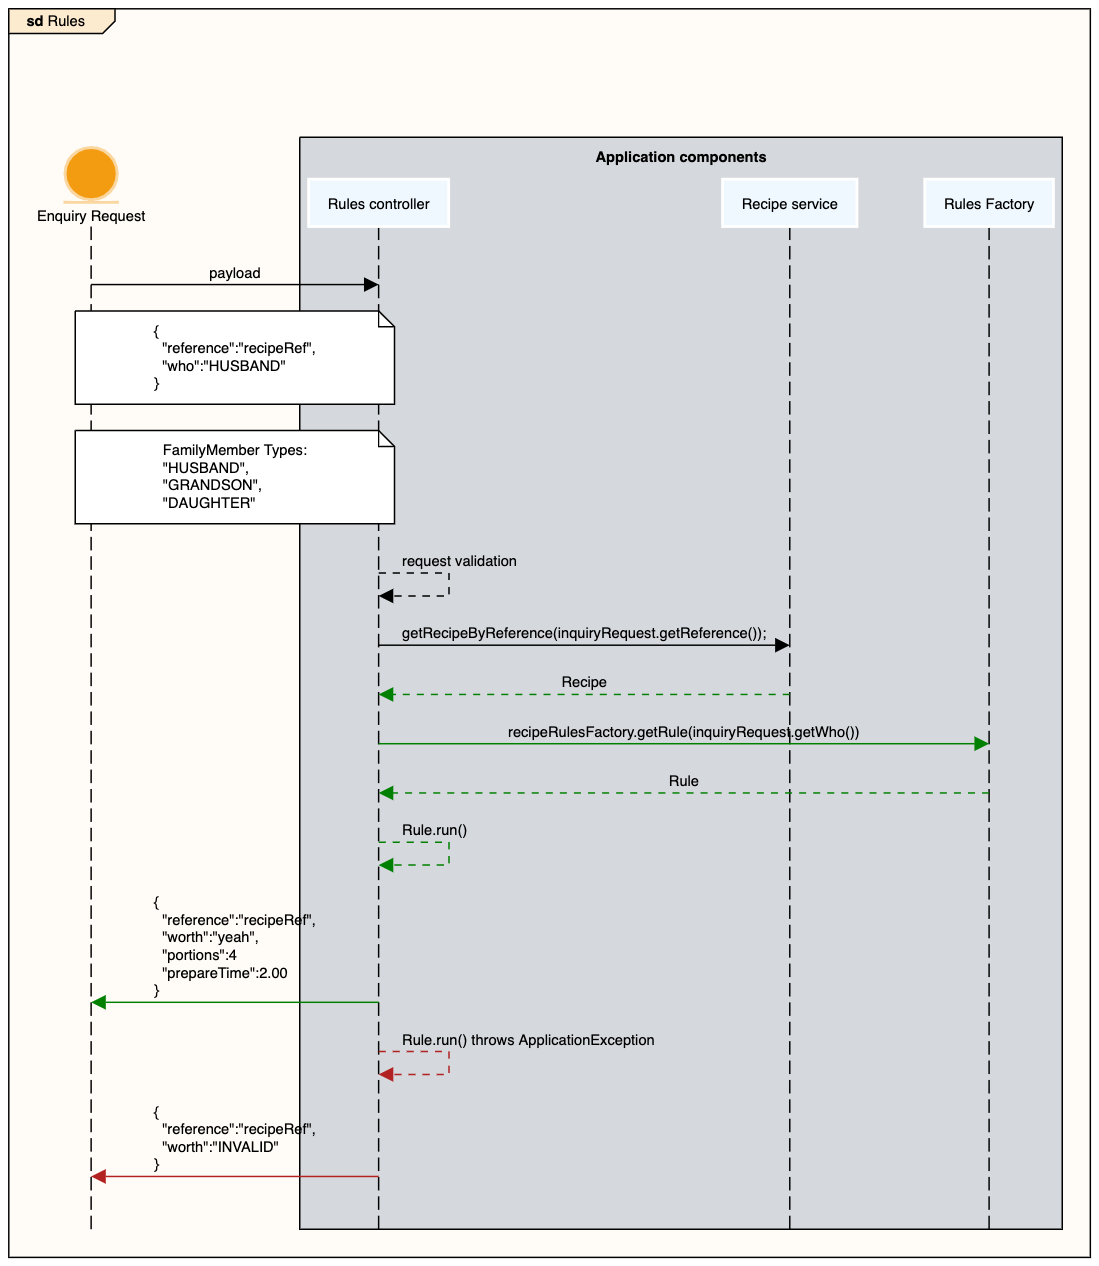 sd Rules
Application components
Enquiry Request
Rules controller
Recipe service
Rules Factory
payload
{
"reference":"recipeRef",
"who":"HUSBAND"
}
FamilyMember Types:
"HUSBAND",
"GRANDSON",
"DAUGHTER"
request validation
getRecipeByReference(inquiryRequest.getReference());
Recipe
recipeRulesFactory.getRule(inquiryRequest.getWho())
Rule
Rule.run()
{
"reference":"recipeRef",
"worth":"yeah",
"portions":4
"prepareTime":2.00
}
Rule.run() throws ApplicationException
{
"reference":"recipeRef",
"worth":"INVALID"
}